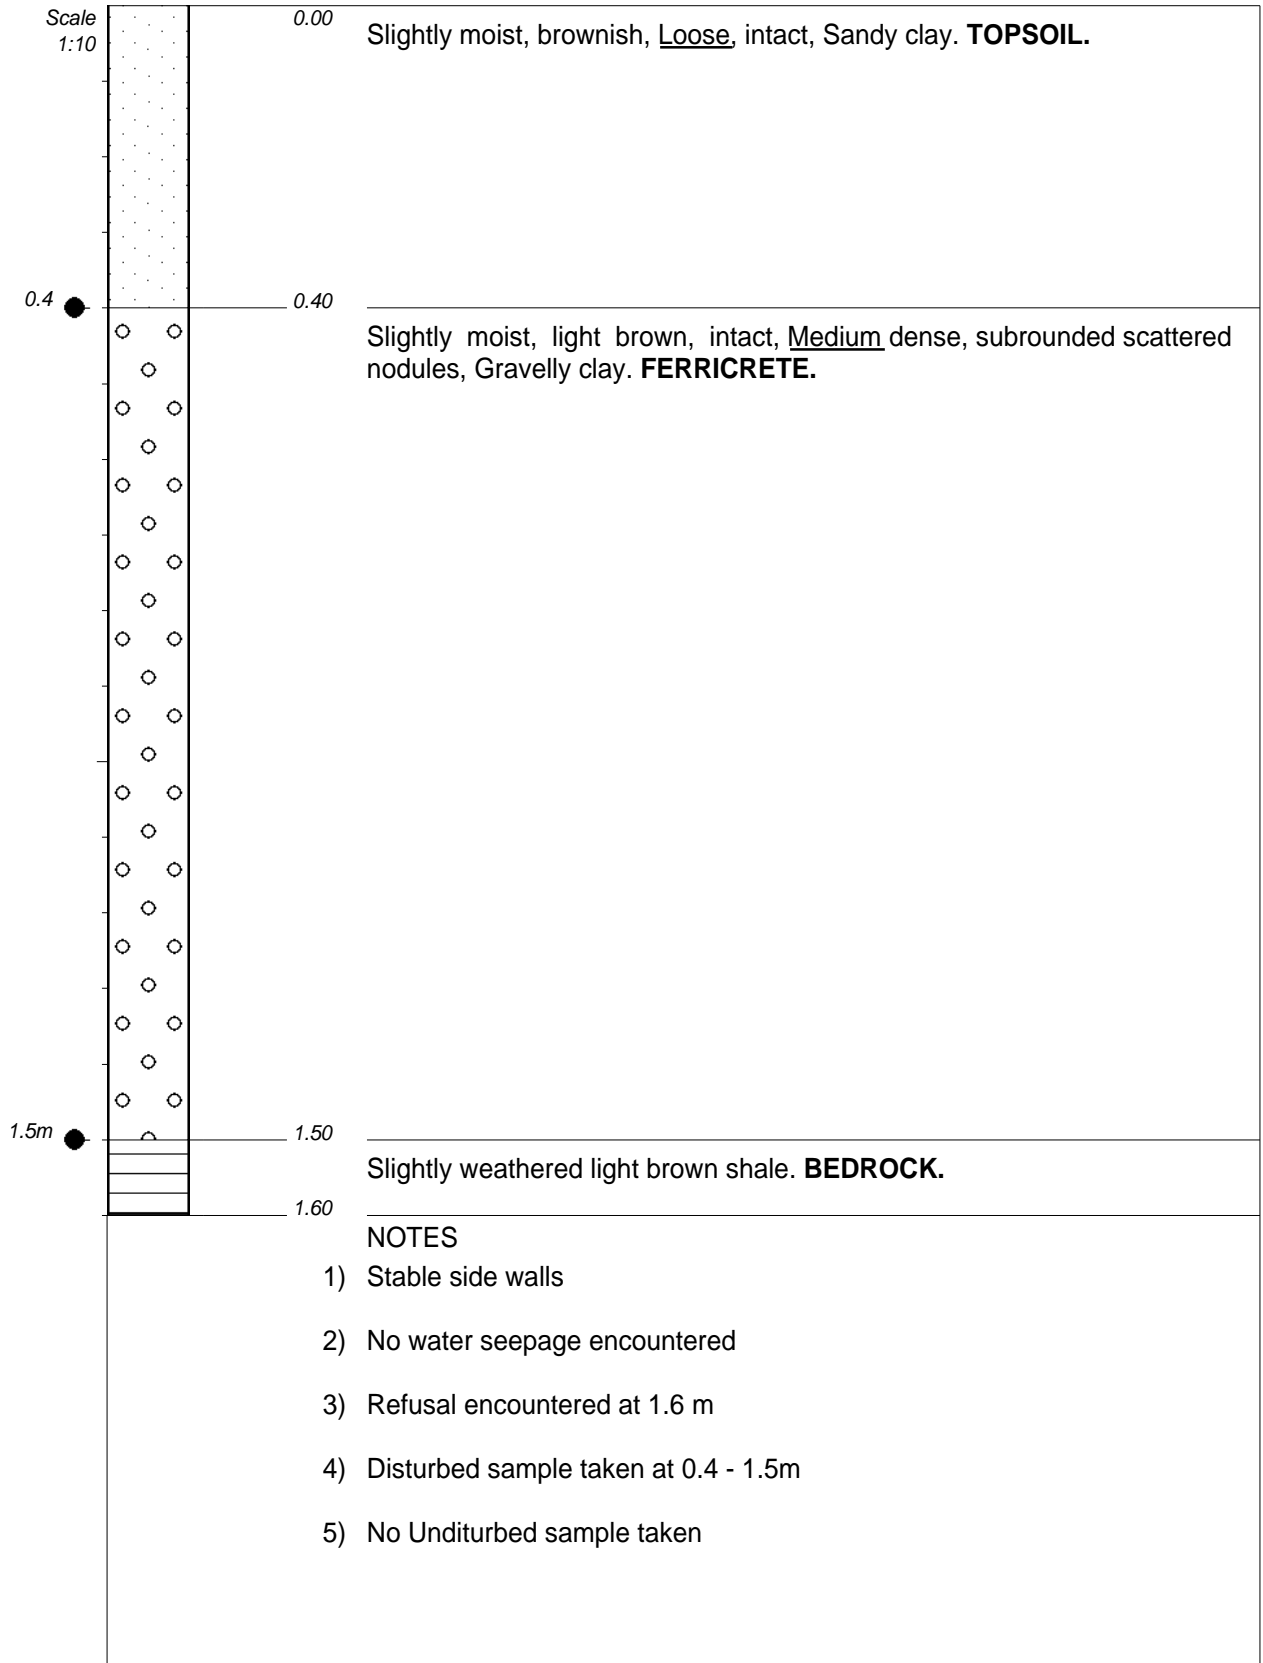 Scale
1:10
0.00
Slightly moist, brownish, Loose, intact, Sandy clay. TOPSOIL.
0.4
0.40
Slightly moist, light brown, intact, Medium dense, subrounded scattered
nodules, Gravelly clay. FERRICRETE.
1.5m
1.50
Slightly weathered light brown shale. BEDROCK.
1.60
NOTES
1) Stable side walls
2) No water seepage encountered
3) Refusal encountered at 1.6 m
4) Disturbed sample taken at 0.4 - 1.5m
5) No Unditurbed sample taken